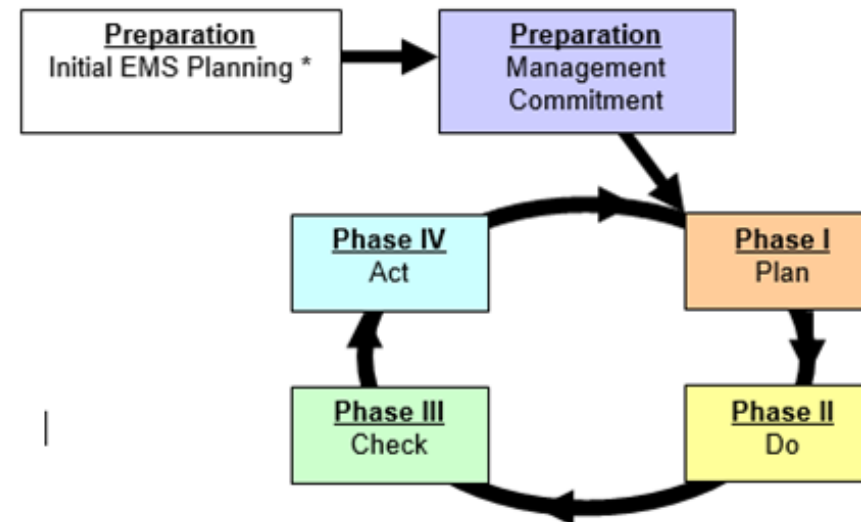 Preparation
Initial EMS Planning *
Preparation
Management
Commitment
Phase IV
Act
Phase I
Plan
Phase III
Check
Phase II
Do